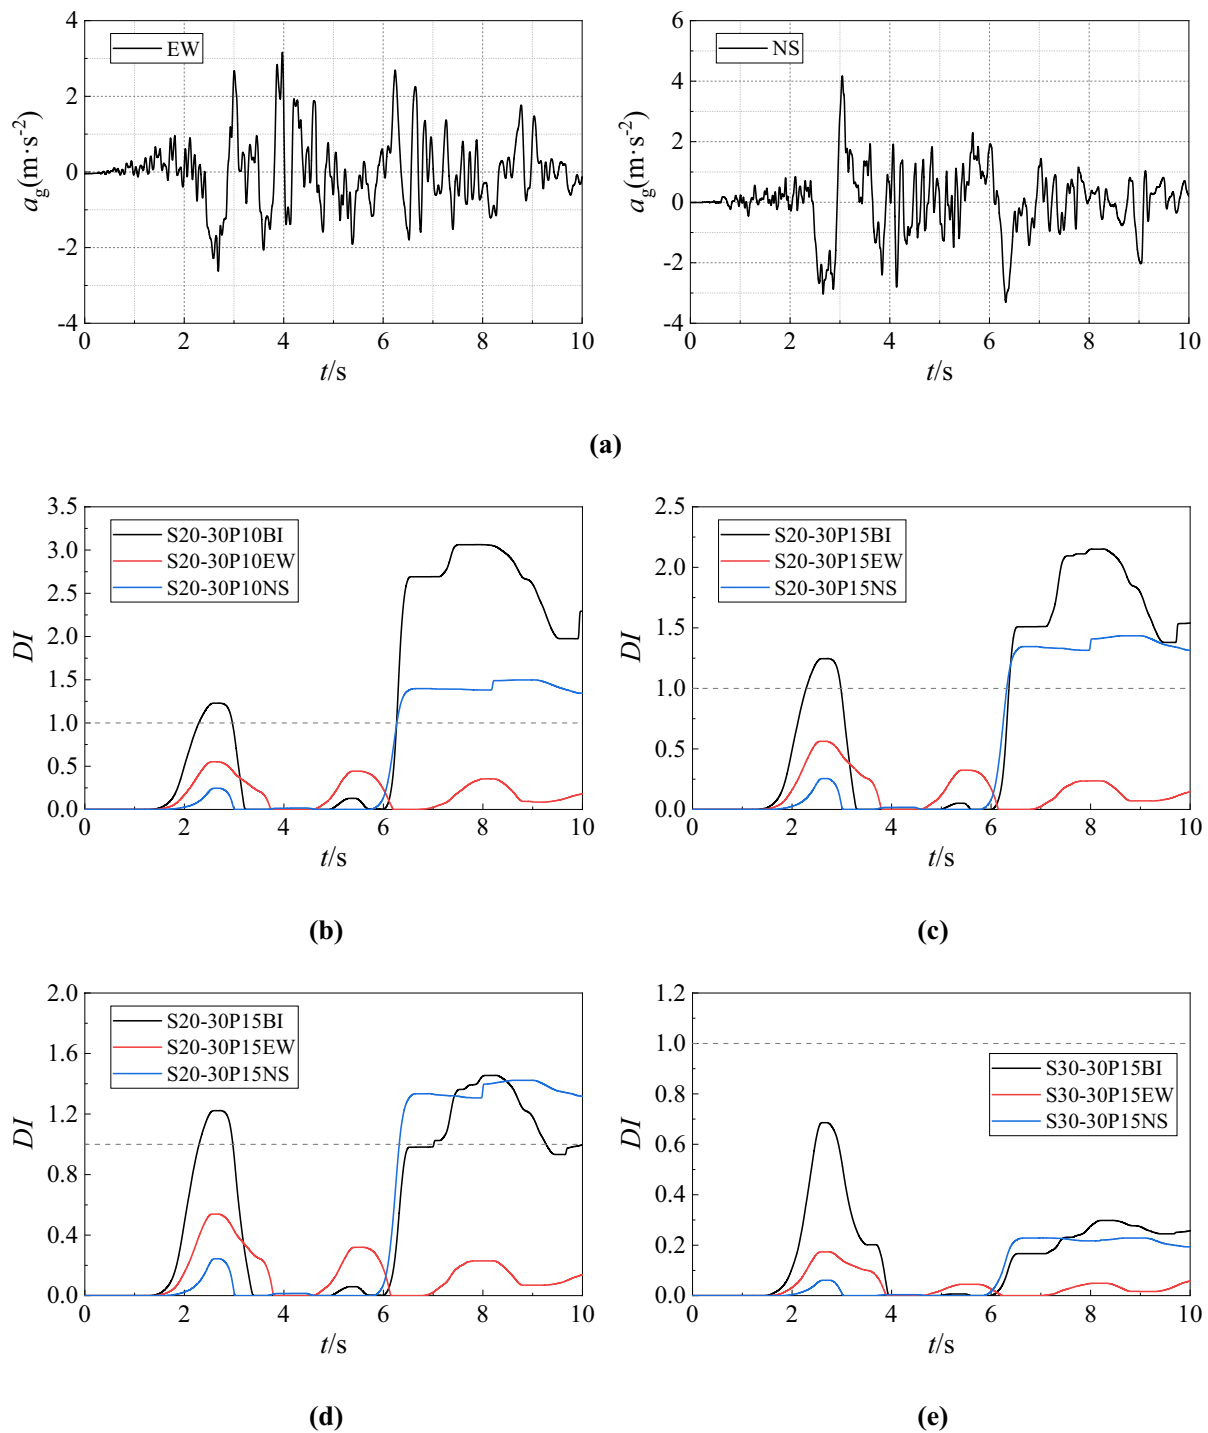 EW
a_g(m·s⁻²)
4
2
0
-2
-4
0 2 4 6 8 10
t/s
NS
a_g(m·s⁻²)
6
4
2
0
-2
-4
0 2 4 6 8 10
t/s
(a)
S20-30P10BI
S20-30P10EW
S20-30P10NS
DI
3.5
3.0
2.5
2.0
1.5
1.0
0.5
0.0
0 2 4 6 8 10
t/s
(b)
S20-30P15BI
S20-30P15EW
S20-30P15NS
DI
2.5
2.0
1.5
1.0
0.5
0.0
0 2 4 6 8 10
t/s
(c)
S20-30P15BI
S20-30P15EW
S20-30P15NS
DI
2.0
1.6
1.2
0.8
0.4
0.0
0 2 4 6 8 10
t/s
(d)
S30-30P15BI
S30-30P15EW
S30-30P15NS
DI
1.2
1.0
0.8
0.6
0.4
0.2
0.0
0 2 4 6 8 10
t/s
(e)